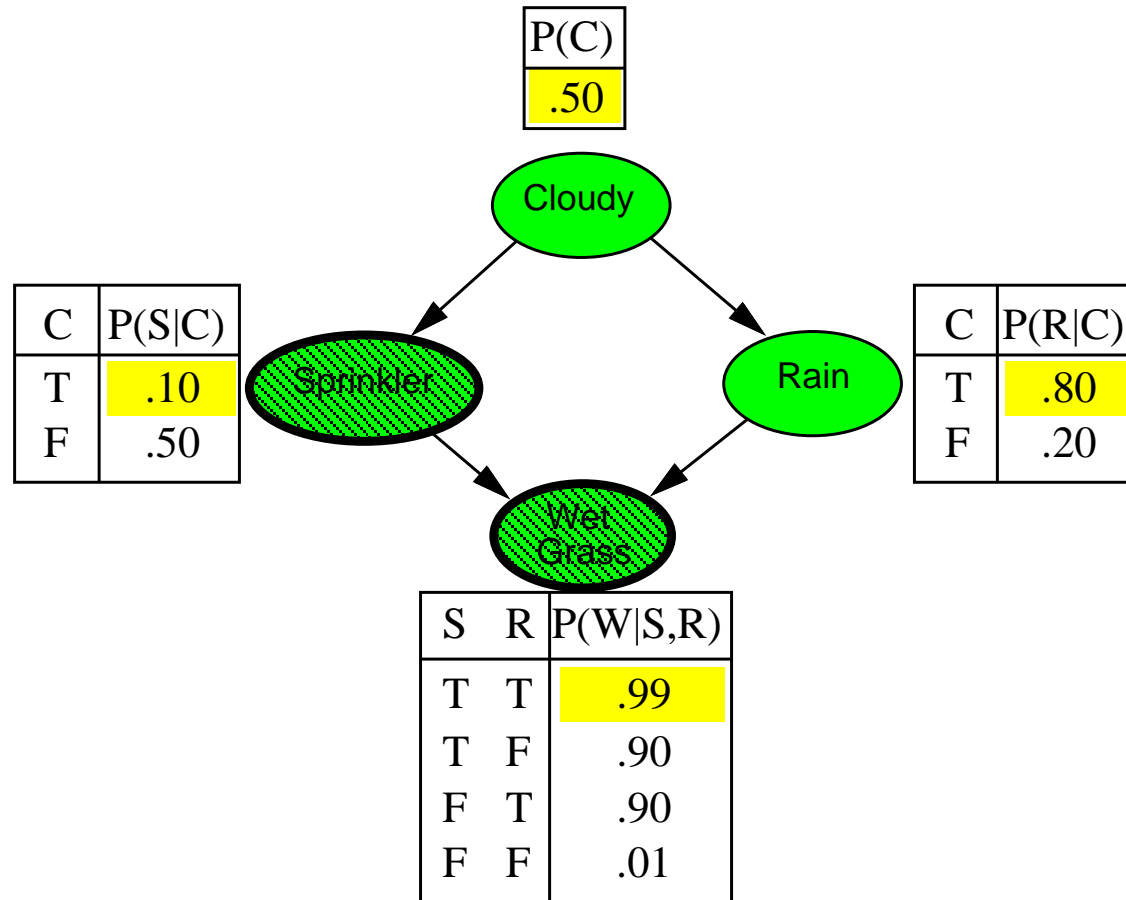 P(C)
.50
Cloudy
C P(S|C)
T .10
F .50
Sprinkler
Rain
C P(R|C)
T .80
F .20
Wet
Grass
S R P(W|S,R)
T T .99
T F .90
F T .90
F F .01